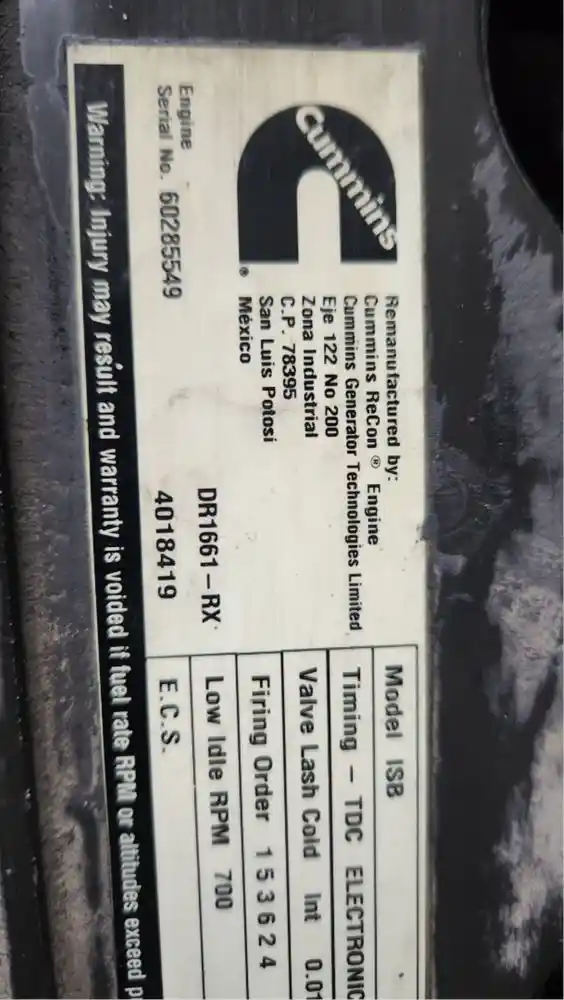 Cummins
®
Remanufactured by:
Cummins ReCon ® Engine
Cummins Generator Technologies Limited
Eje 122 No 200
Zona Industrial
C.P. 78395
San Luis Potosi
México
Engine
Serial No. 60285549
DR1661-RX
4018419
Model ISB
Timing - TDC ELECTRONIC
Valve Lash Cold Int 0.01
Firing Order 1 5 3 6 2 4
Low Idle RPM 700
E.C.S.
Warning: Injury may result and warranty is voided if fuel rate RPM or altitudes exceed p